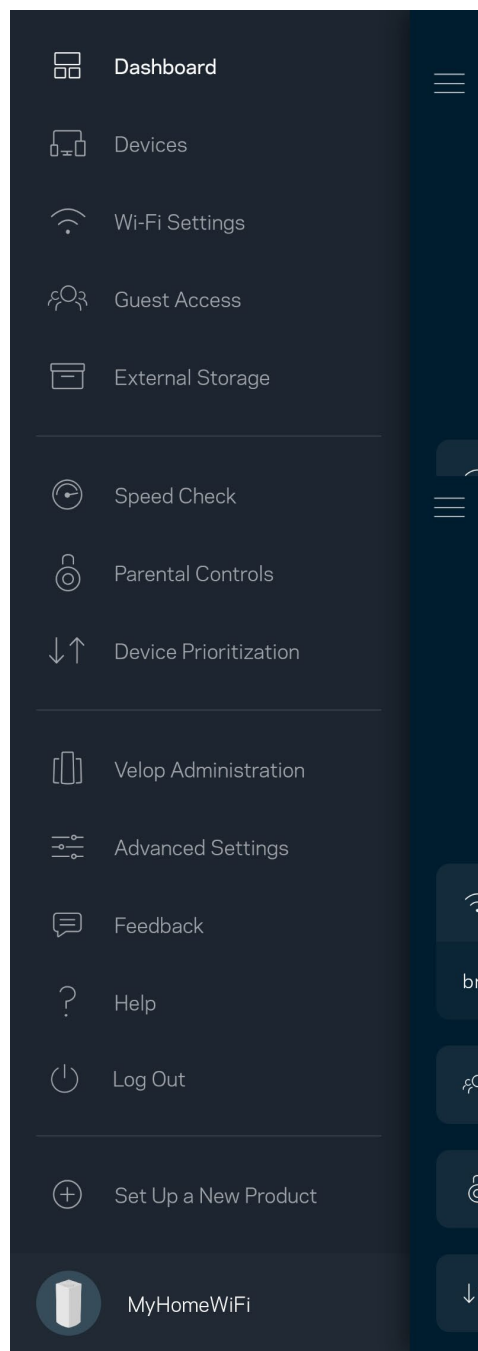 Dashboard
Devices
Wi-Fi Settings
Guest Access
External Storage
Speed Check
Parental Controls
Device Prioritization
Velop Administration
Advanced Settings
Feedback
Help
Log Out
Set Up a New Product
MyHomeWiFi